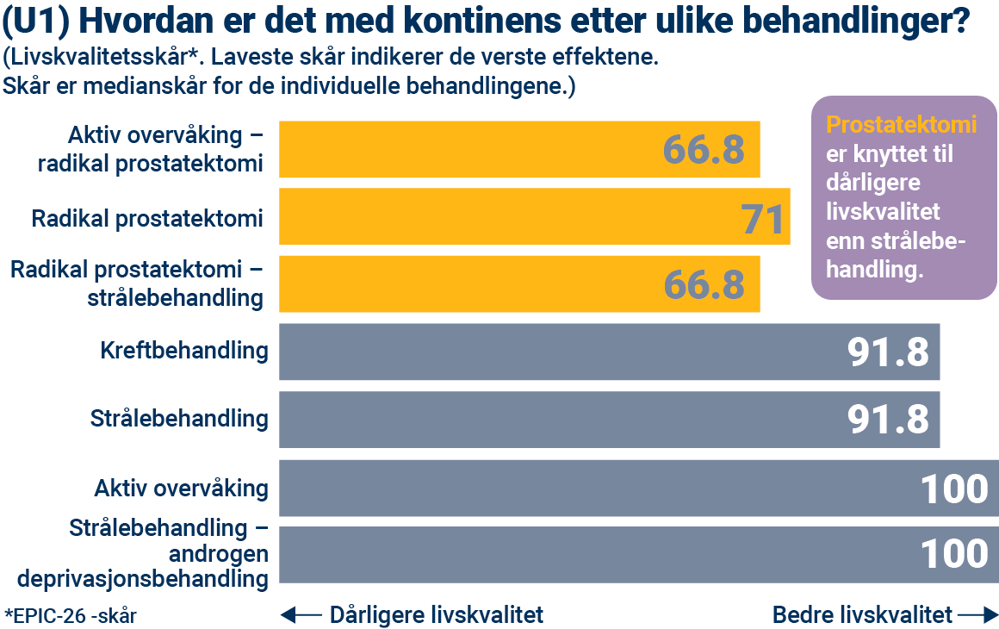 (U1) Hvordan er det med kontinens etter ulike behandlinger?
(Livskvalitetsskår*. Laveste skår indikerer de verste effektene.
Skår er medianskår for de individuelle behandlingene.)
Prostatektomi
er knyttet til
dårligere
livskvalitet
enn strålebe-
handling.
Aktiv overvåking –
radikal prostatektomi
66.8
Radikal prostatektomi
71
Radikal prostatektomi –
strålebehandling
66.8
Kreftbehandling
91.8
Strålebehandling
91.8
Aktiv overvåking
100
Strålebehandling –
androgen
deprivasjonsbehandling
100
*EPIC-26 -skår
Dårligere livskvalitet
Bedre livskvalitet